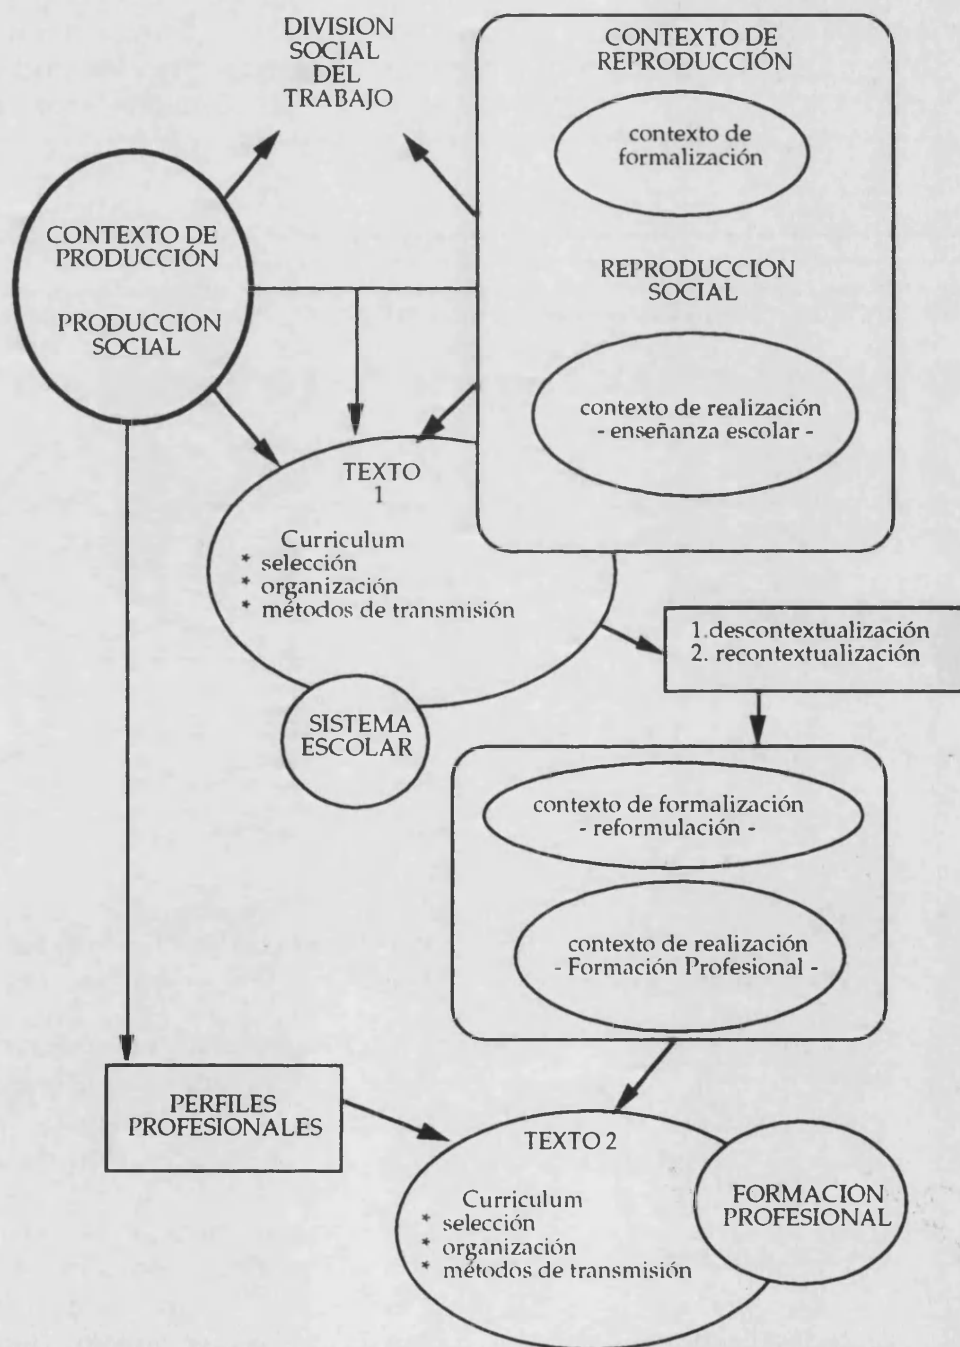 DIVISION
SOCIAL
DEL
TRABAJO
CONTEXTO DE
REPRODUCCIÓN
contexto de
formalización
CONTEXTO DE
PRODUCCIÓN
PRODUCCION
SOCIAL
REPRODUCCIÓN
SOCIAL
contexto de realización
- enseñanza escolar -
TEXTO
1
Curriculum
* selección
* organización
* métodos de transmisión
1.descontextualización
2. recontextualización
SISTEMA
ESCOLAR
contexto de formalización
- reformulación -
contexto de realización
- Formación Profesional -
PERFILES
PROFESIONALES
TEXTO 2
Curriculum
* selección
* organización
* métodos de transmisión
FORMACIÓN
PROFESIONAL